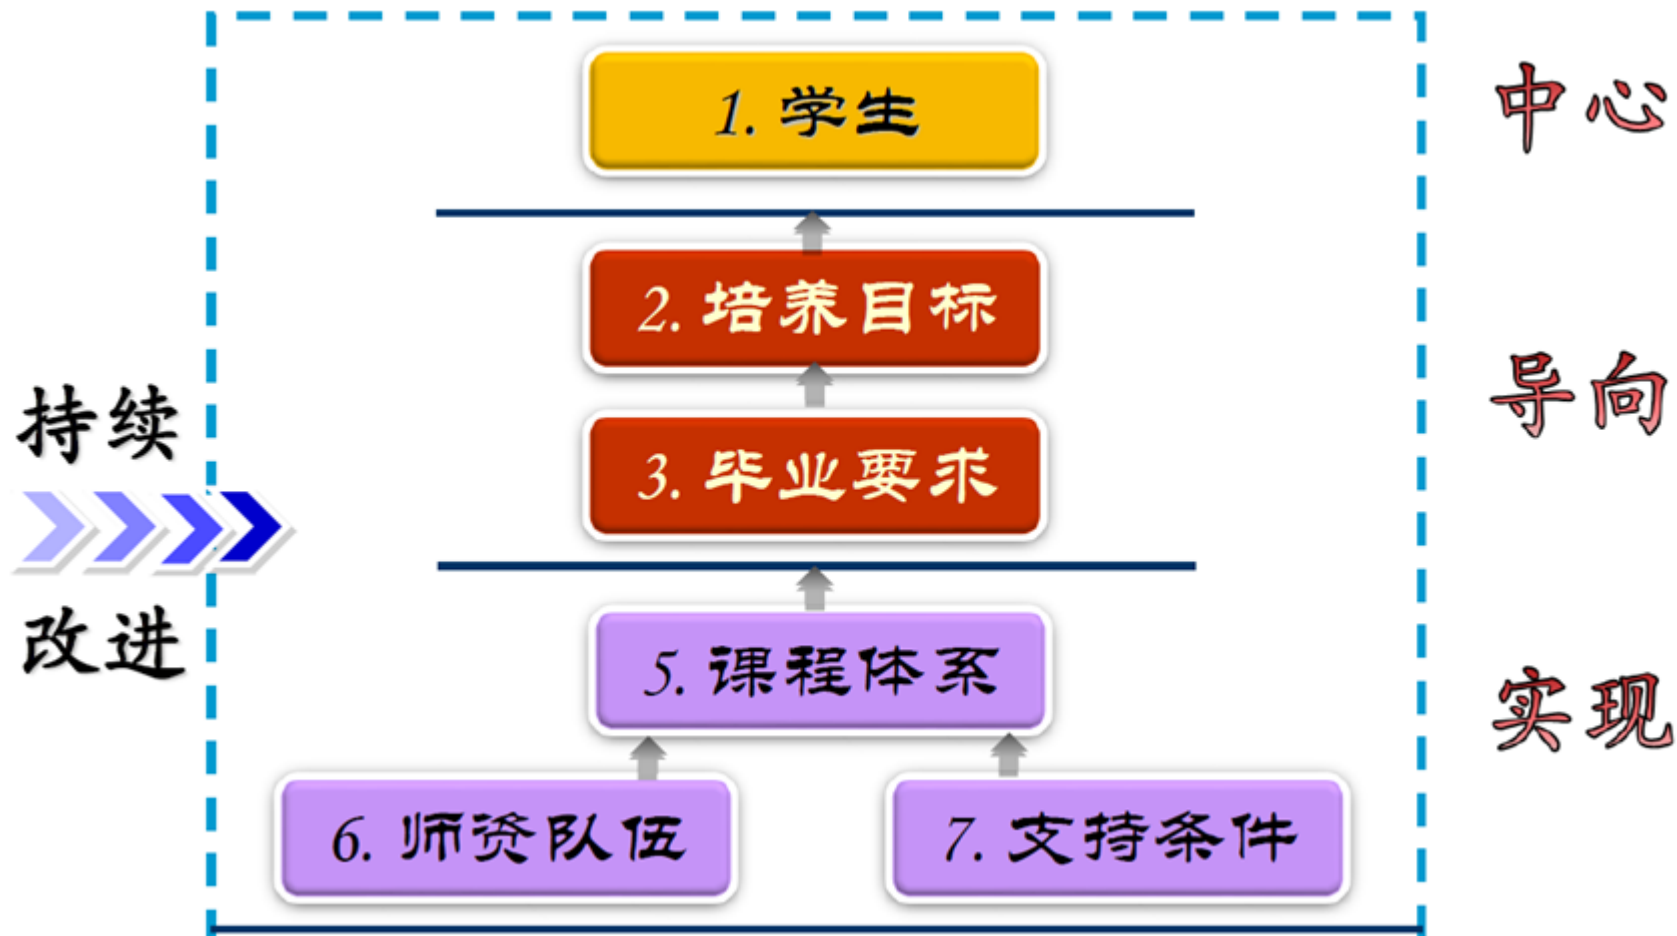 1. 学生
中心
2. 培养目标
导向
持续
3. 毕业要求
改进
5. 课程体系
实现
6. 师资队伍
7. 支持条件